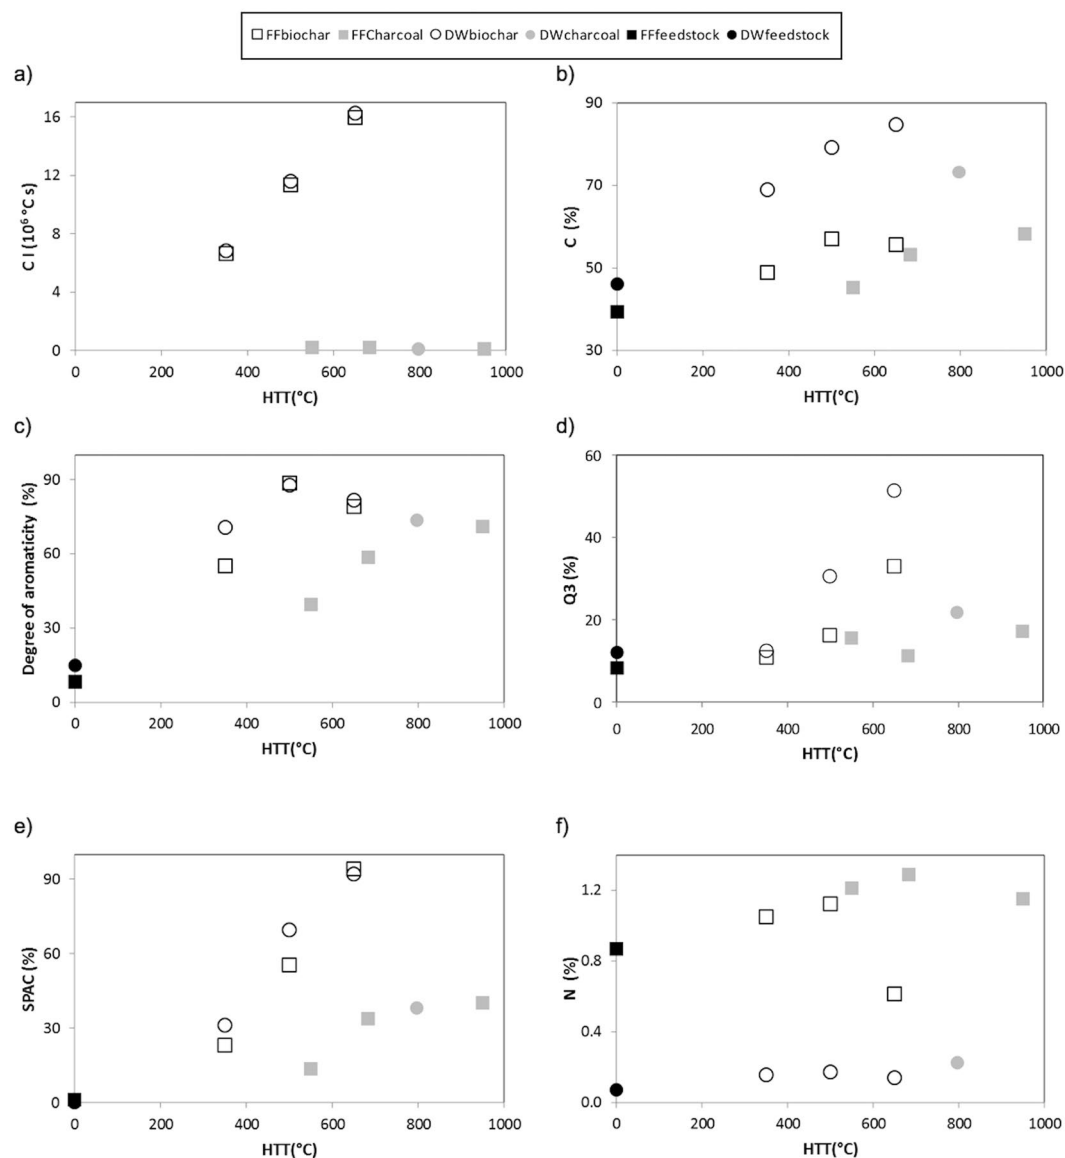 FFbiochar FFCharcoal DWbiochar DWcharcoal FFfeedstock DWfeedstock
a)
16
12
8
4
0
C I (10⁶ °C s)
0 200 400 600 800 1000
HTT(°C)
b)
90
70
50
30
C (%)
0 200 400 600 800 1000
HTT(°C)
c)
90
60
30
0
Degree of aromaticity (%)
0 200 400 600 800 1000
HTT(°C)
d)
60
40
20
0
Q3 (%)
0 200 400 600 800 1000
HTT(°C)
e)
90
60
30
0
SPAC (%)
0 200 400 600 800 1000
HTT(°C)
f)
1.2
0.8
0.4
0.0
N (%)
0 200 400 600 800 1000
HTT(°C)